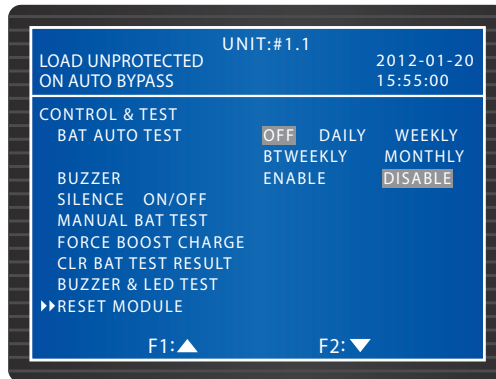 UNIT:#1.1
LOAD UNPROTECTED 2012-01-20
ON AUTO BYPASS 15:55:00
CONTROL & TEST
BAT AUTO TEST OFF DAILY WEEKLY
BTWEEKLY MONTHLY
BUZZER ENABLE DISABLE
SILENCE ON/OFF
MANUAL BAT TEST
FORCE BOOST CHARGE
CLR BAT TEST RESULT
BUZZER & LED TEST
RESET MODULE
F1: F2: